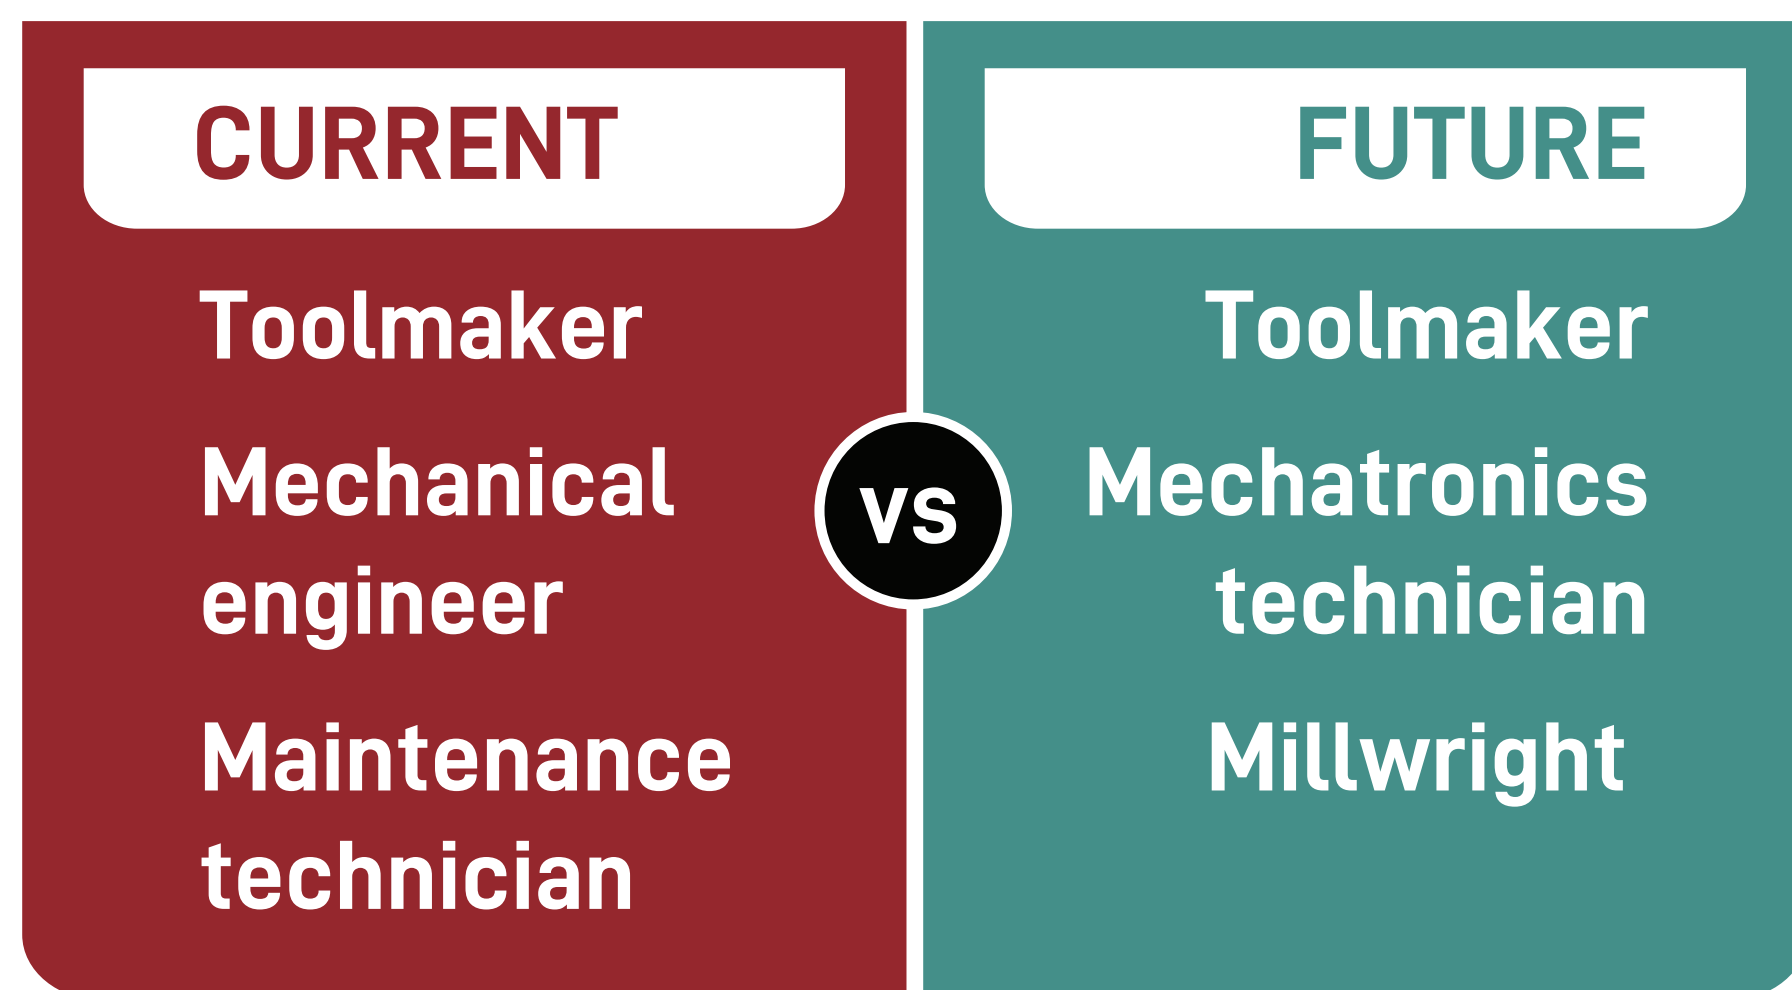 CURRENT
Toolmaker
Mechanical
engineer
Maintenance
technician
VS
FUTURE
Toolmaker
Mechatronics
technician
Millwright